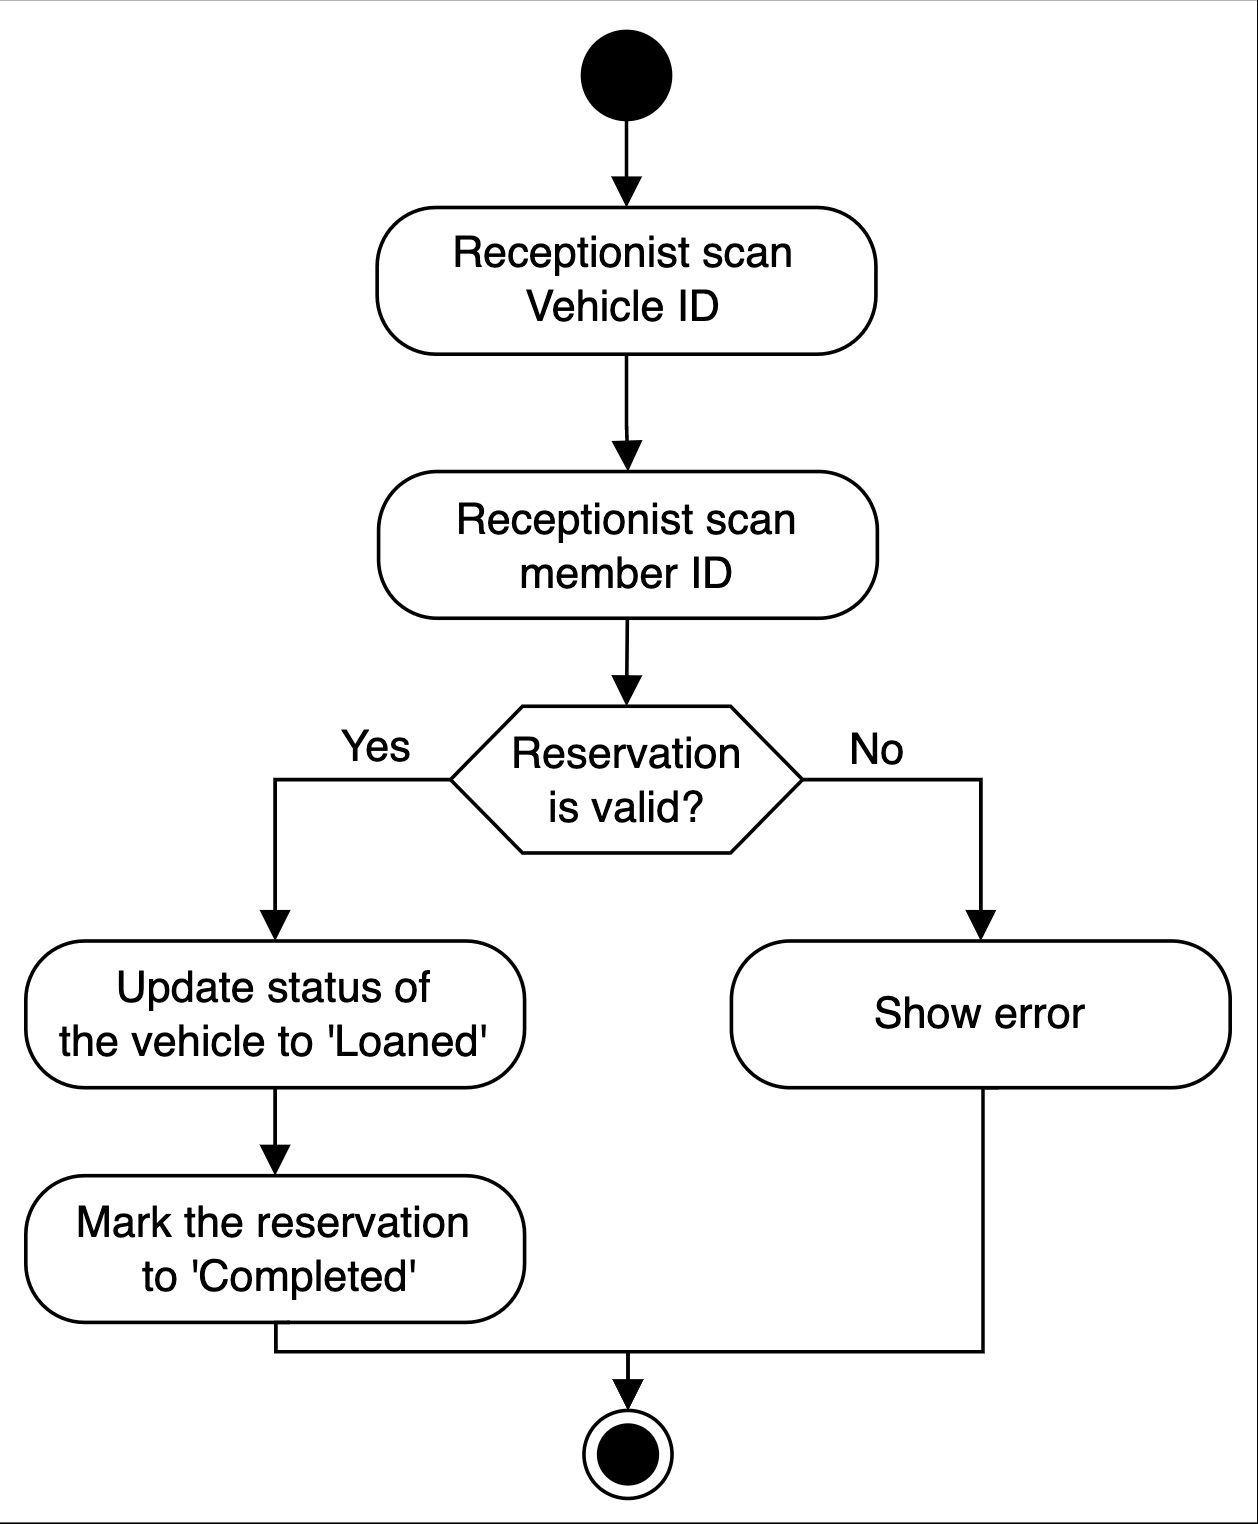 Receptionist scan
Vehicle ID
Receptionist scan
member ID
Reservation
is valid?
Yes
No
Update status of
the vehicle to 'Loaned'
Show error
Mark the reservation
to 'Completed'